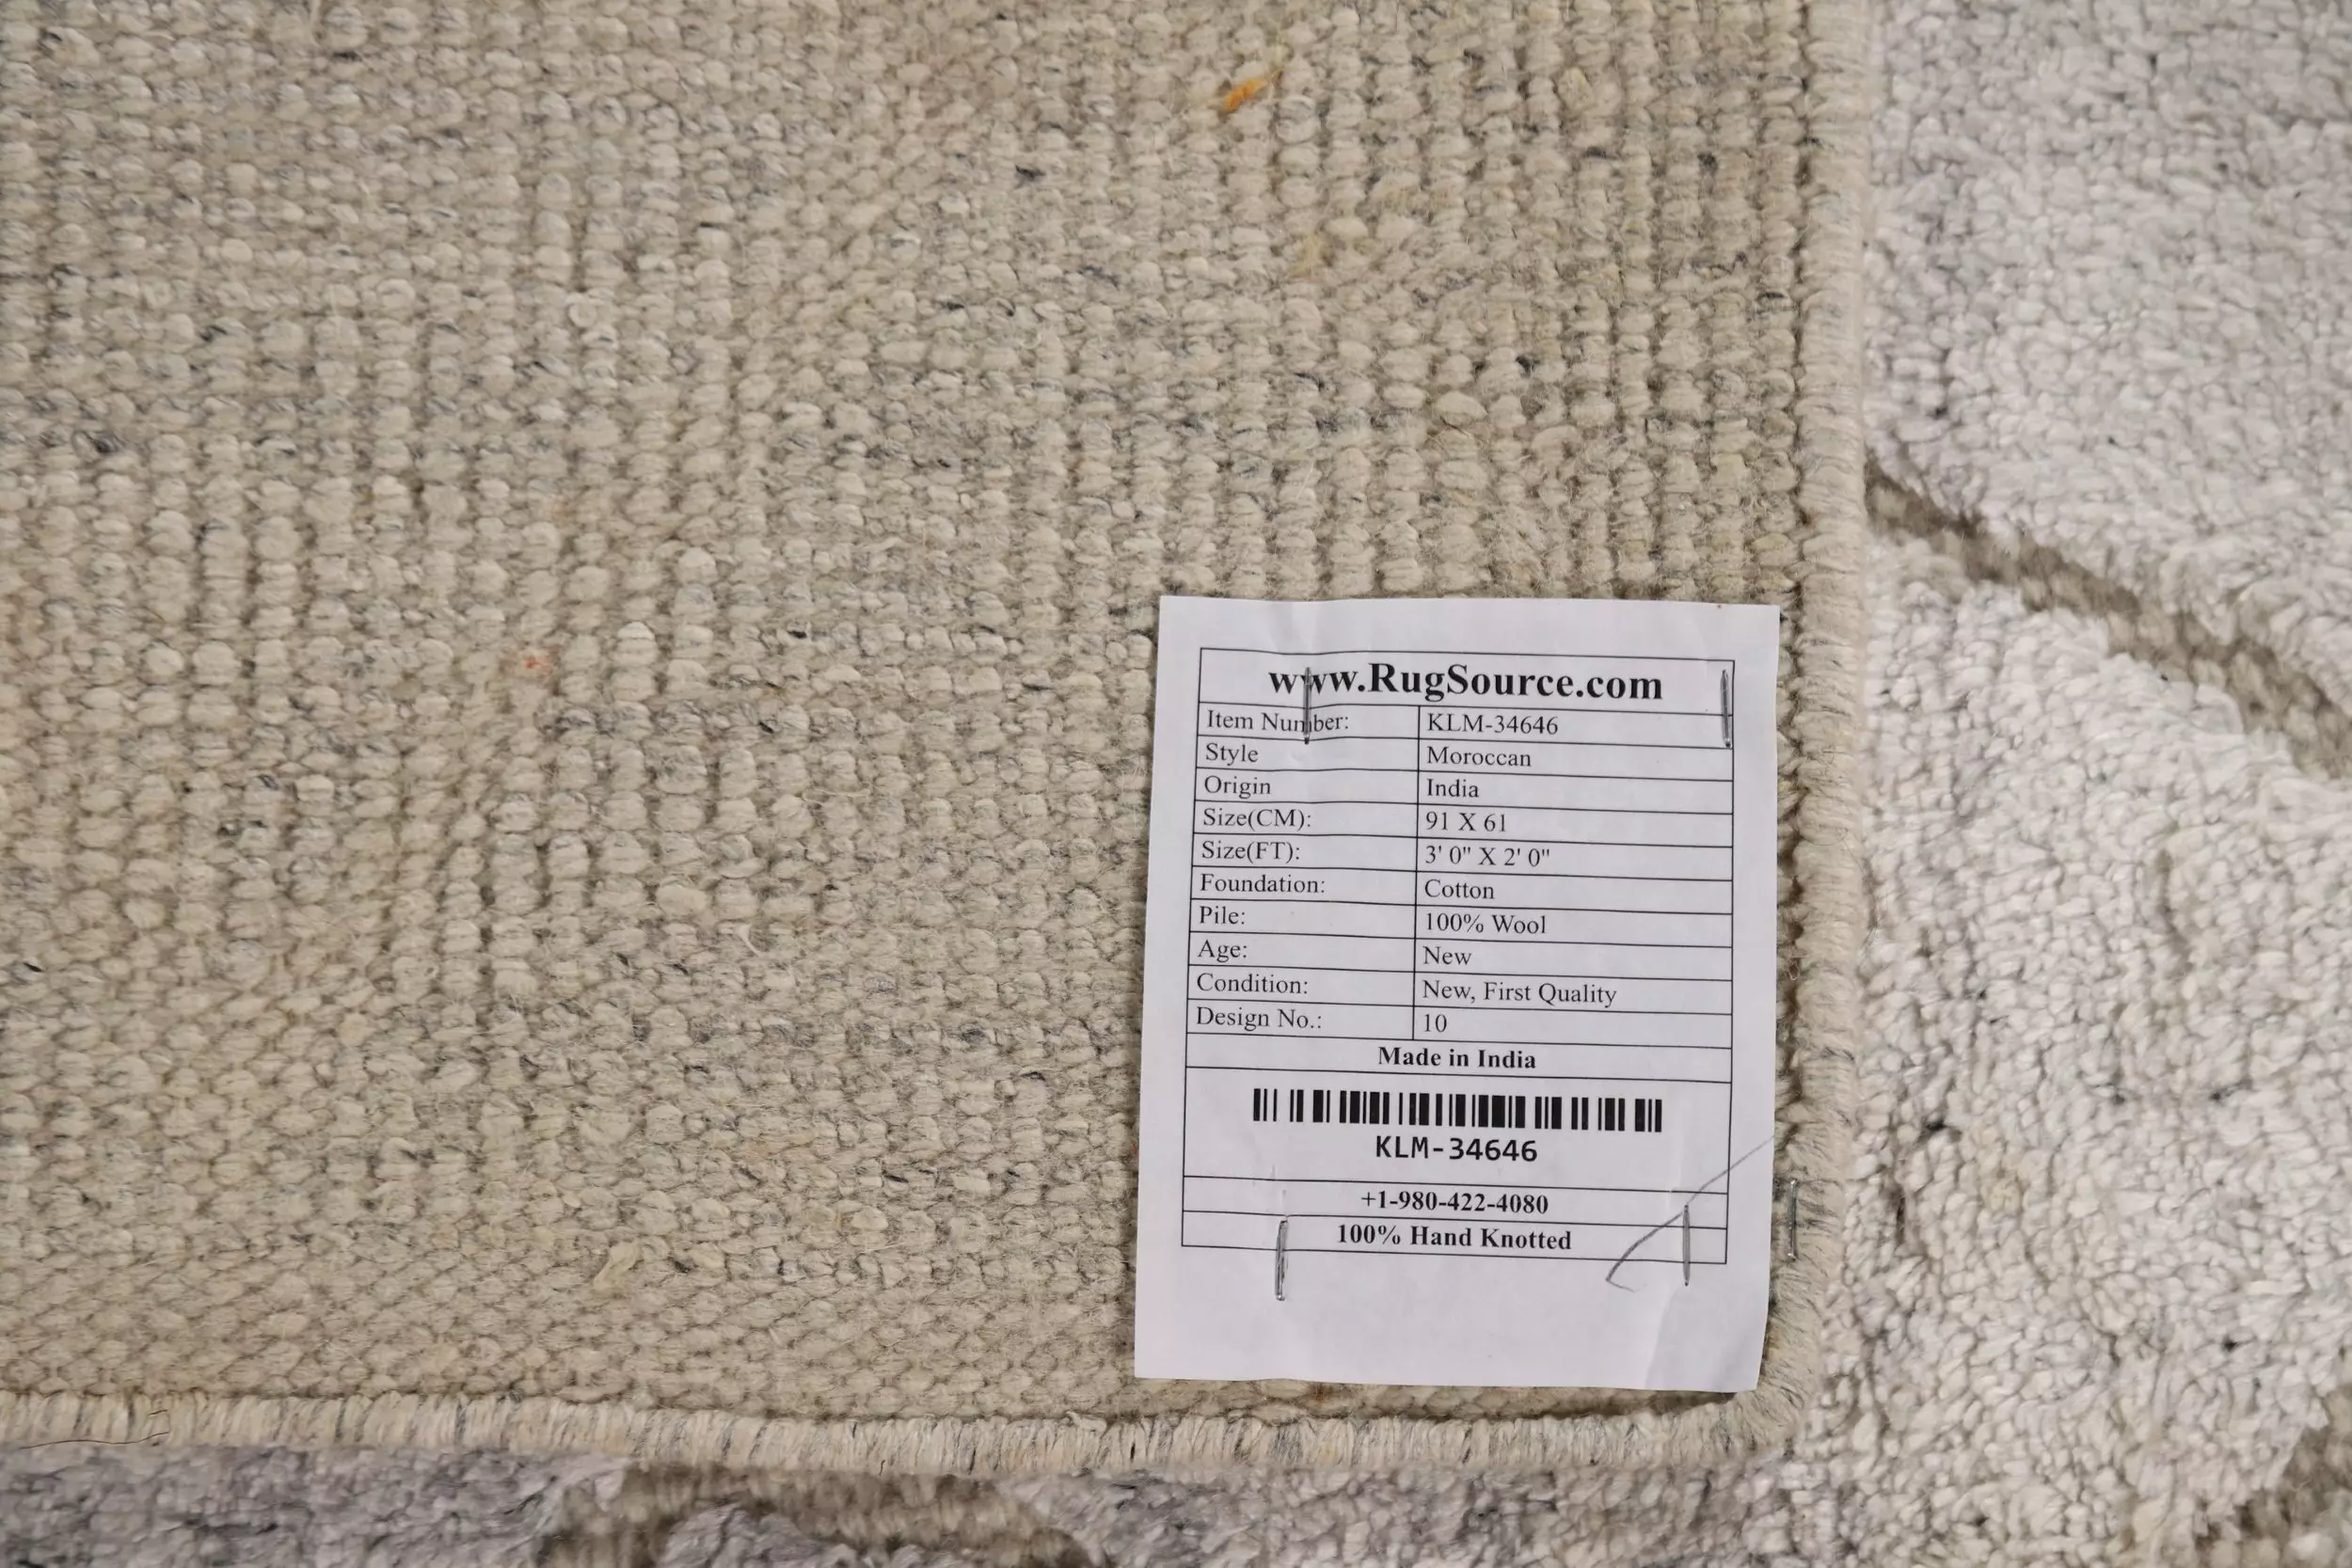 www.RugSource.com
Item Number: KLM-34646
Style Moroccan
Origin India
Size(CM): 91 X 61
Size(FT): 3' 0" X 2' 0"
Foundation: Cotton
Pile: 100% Wool
Age: New
Condition: New, First Quality
Design No.: 10
Made in India
KLM-34646
+1-980-422-4080
100% Hand Knotted